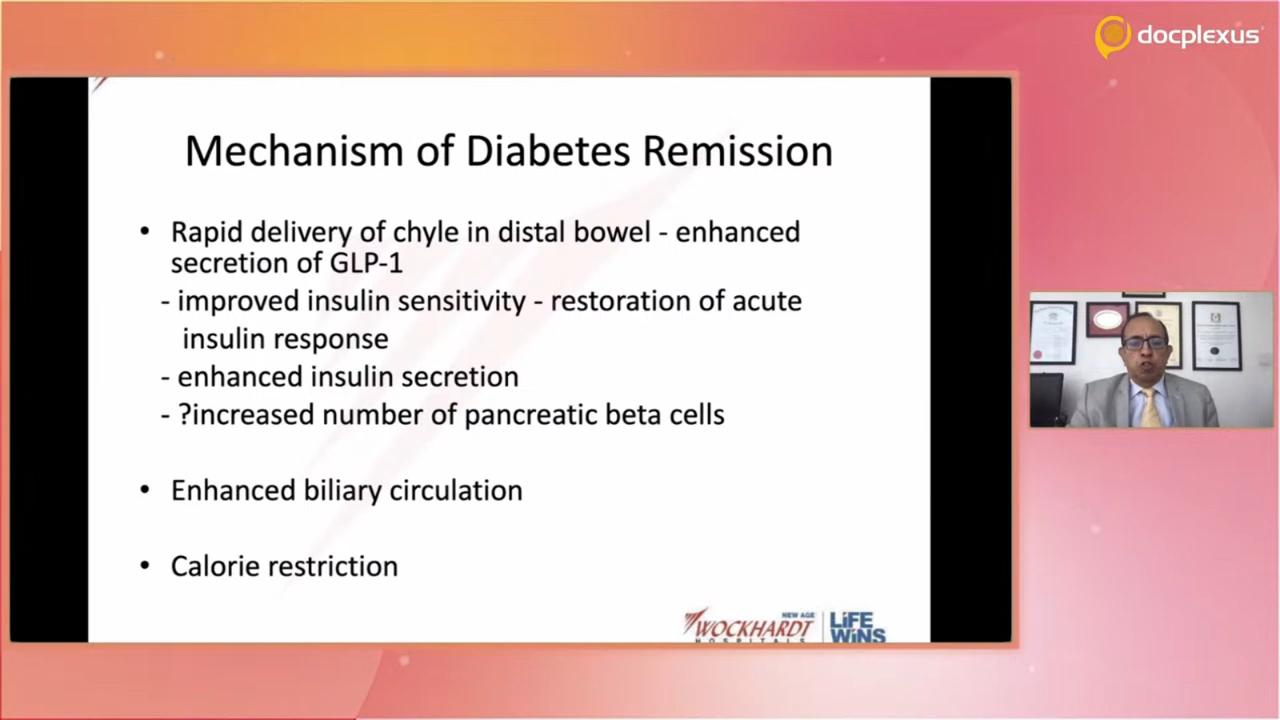 docplexus
Mechanism of Diabetes Remission
• Rapid delivery of chyle in distal bowel - enhanced
secretion of GLP-1
- improved insulin sensitivity - restoration of acute
insulin response
- enhanced insulin secretion
- ?increased number of pancreatic beta cells
• Enhanced biliary circulation
• Calorie restriction
NEW AGE
WOCKHARDT
HOSPITALS
LiFE
WiNS